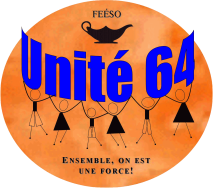 FEÉSO
Unité 64
ENSEMBLE, ON EST
UNE FORCE!